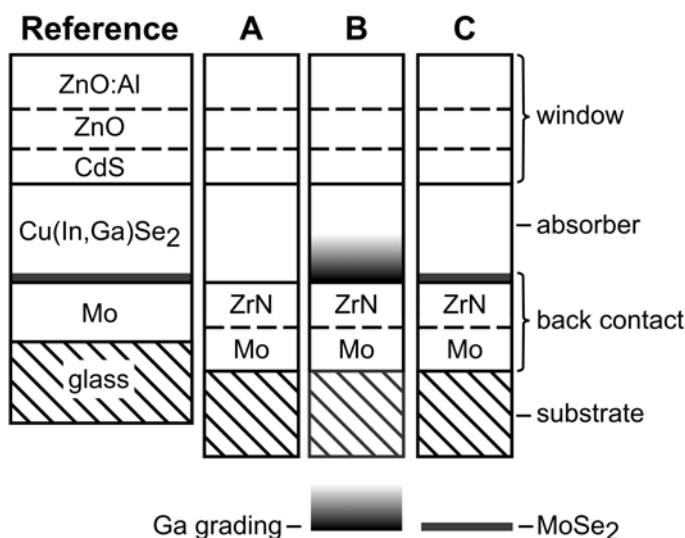 Reference A B C
ZnO:Al
ZnO
CdS
window
Cu(In,Ga)Se2
absorber
Mo
ZrN ZrN ZrN
Mo Mo Mo
back contact
glass
substrate
Ga grading
MoSe2